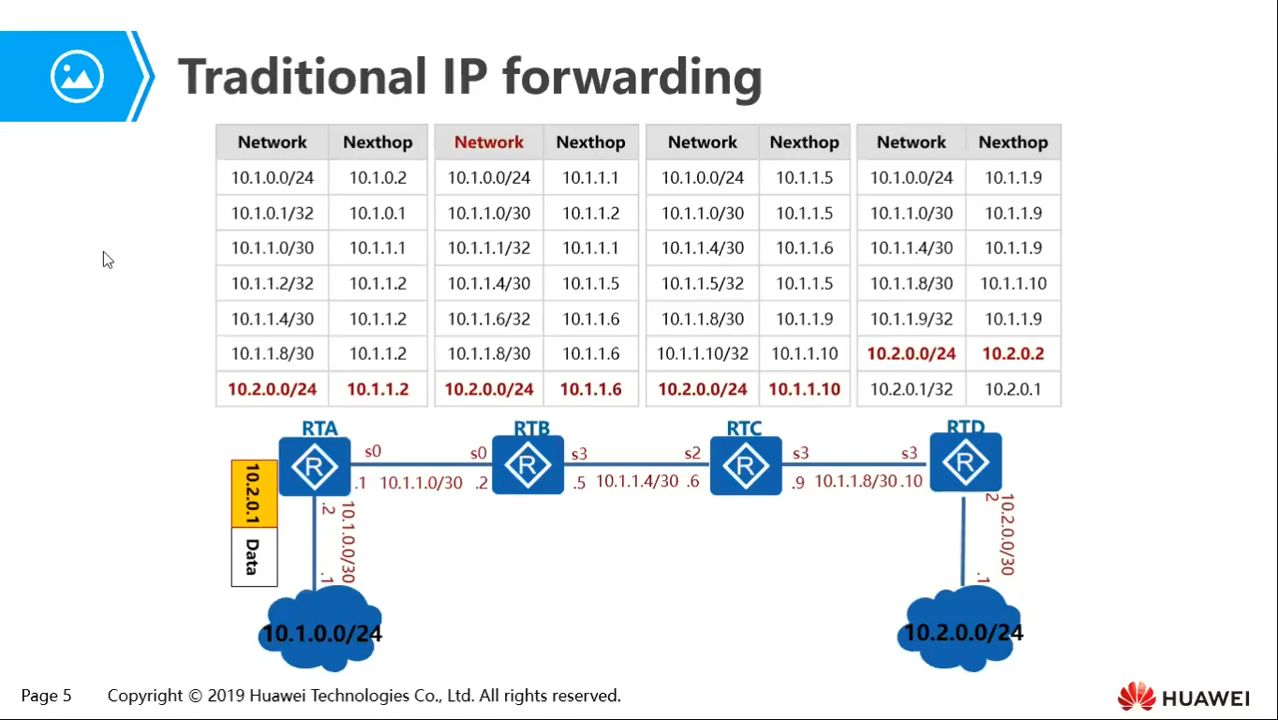 Traditional IP forwarding
Network Nexthop Network Nexthop Network Nexthop Network Nexthop
10.1.0.0/24 10.1.0.2 10.1.0.0/24 10.1.1.1 10.1.0.0/24 10.1.1.5 10.1.0.0/24 10.1.1.9
10.1.0.1/32 10.1.0.1 10.1.1.0/30 10.1.1.2 10.1.1.0/30 10.1.1.5 10.1.1.0/30 10.1.1.9
10.1.1.0/30 10.1.1.1 10.1.1.1/32 10.1.1.1 10.1.1.4/30 10.1.1.6 10.1.1.4/30 10.1.1.9
10.1.1.2/32 10.1.1.2 10.1.1.4/30 10.1.1.5 10.1.1.5/32 10.1.1.5 10.1.1.8/30 10.1.1.10
10.1.1.4/30 10.1.1.2 10.1.1.6/32 10.1.1.6 10.1.1.8/30 10.1.1.9 10.1.1.9/32 10.1.1.9
10.1.1.8/30 10.1.1.2 10.1.1.8/30 10.1.1.6 10.1.1.10/32 10.1.1.10 10.2.0.0/24 10.2.0.2
10.2.0.0/24 10.1.1.2 10.2.0.0/24 10.1.1.6 10.2.0.0/24 10.1.1.10 10.2.0.1/32 10.2.0.1
RTA RTB RTC RTD
R R R R
s0 s0 s3 s2 s3 s3
.1 10.1.1.0/30 .2 .5 10.1.1.4/30 .6 .9 10.1.1.8/30 .10
10.2.0.1
Data
.2
10.1.0.0/30
.1
2
10.2.0.0/30
.1
10.1.0.0/24 10.2.0.0/24
Page 5 Copyright © 2019 Huawei Technologies Co., Ltd. All rights reserved.
HUAWEI